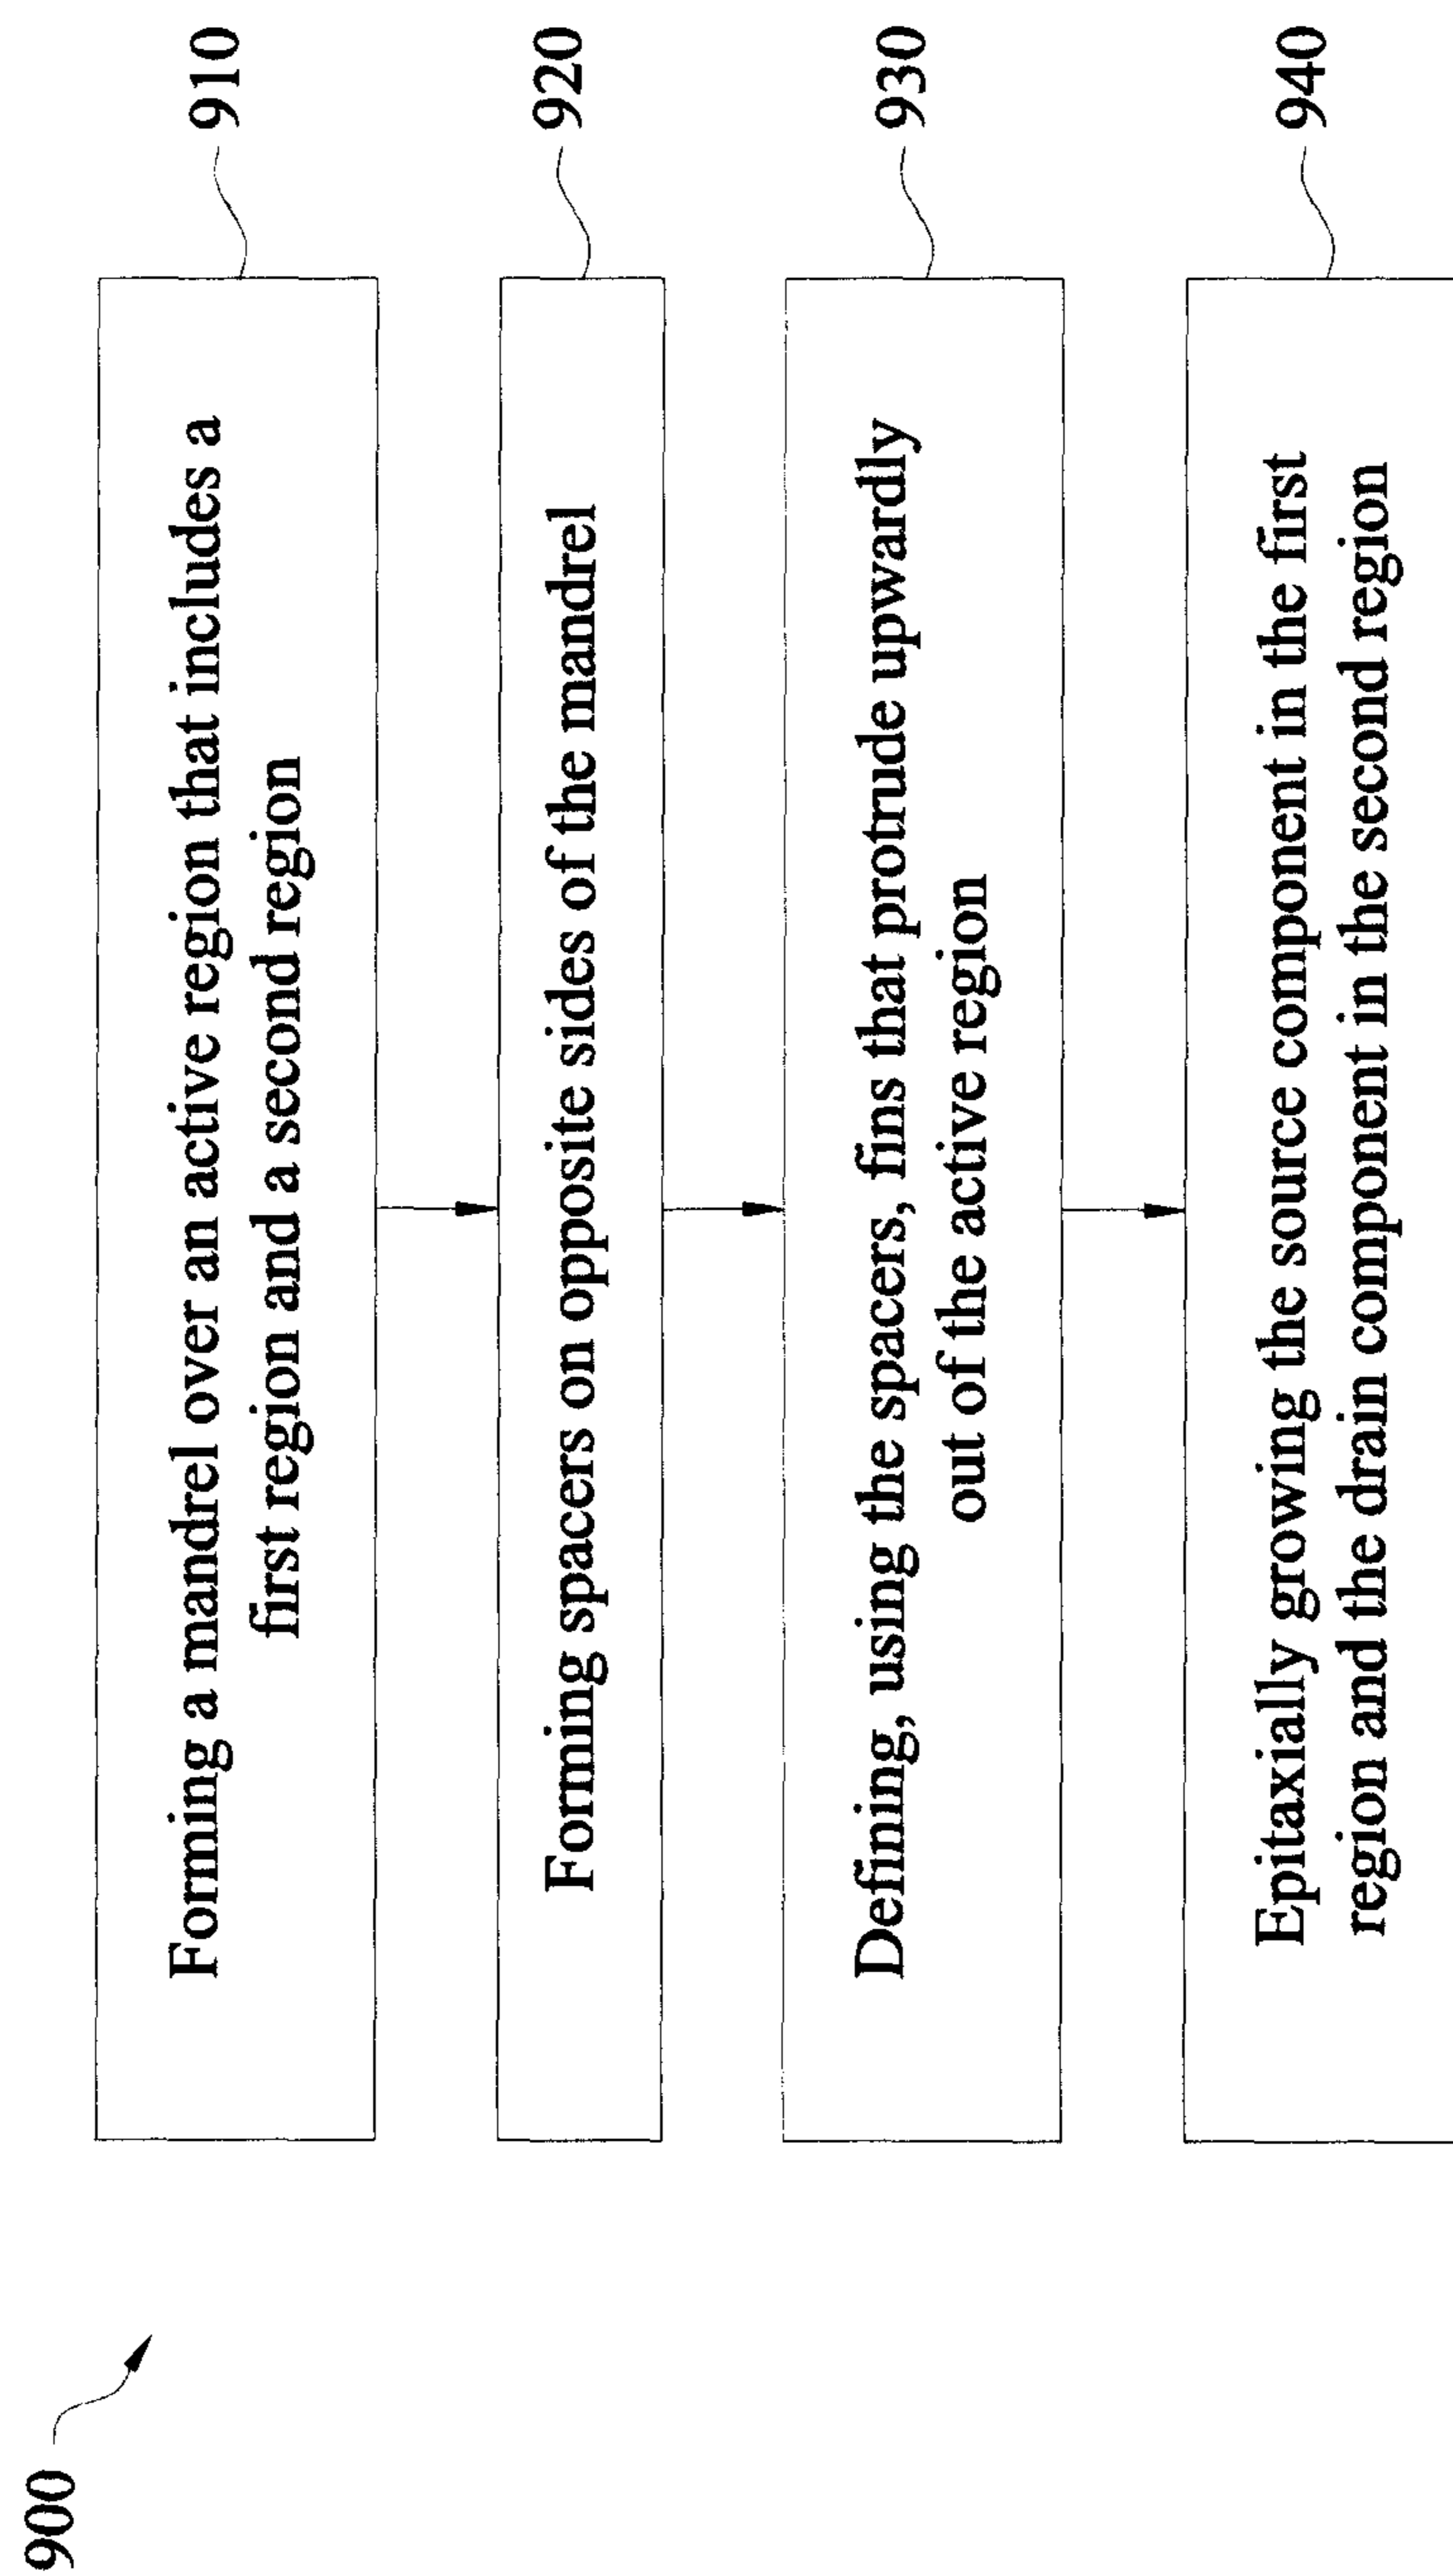 900
Forming a mandrel over an active region that includes a
first region and a second region
910
Forming spacers on opposite sides of the mandrel
920
Defining, using the spacers, fins that protrude upwardly
out of the active region
930
Epitaxially growing the source component in the first
region and the drain component in the second region
940